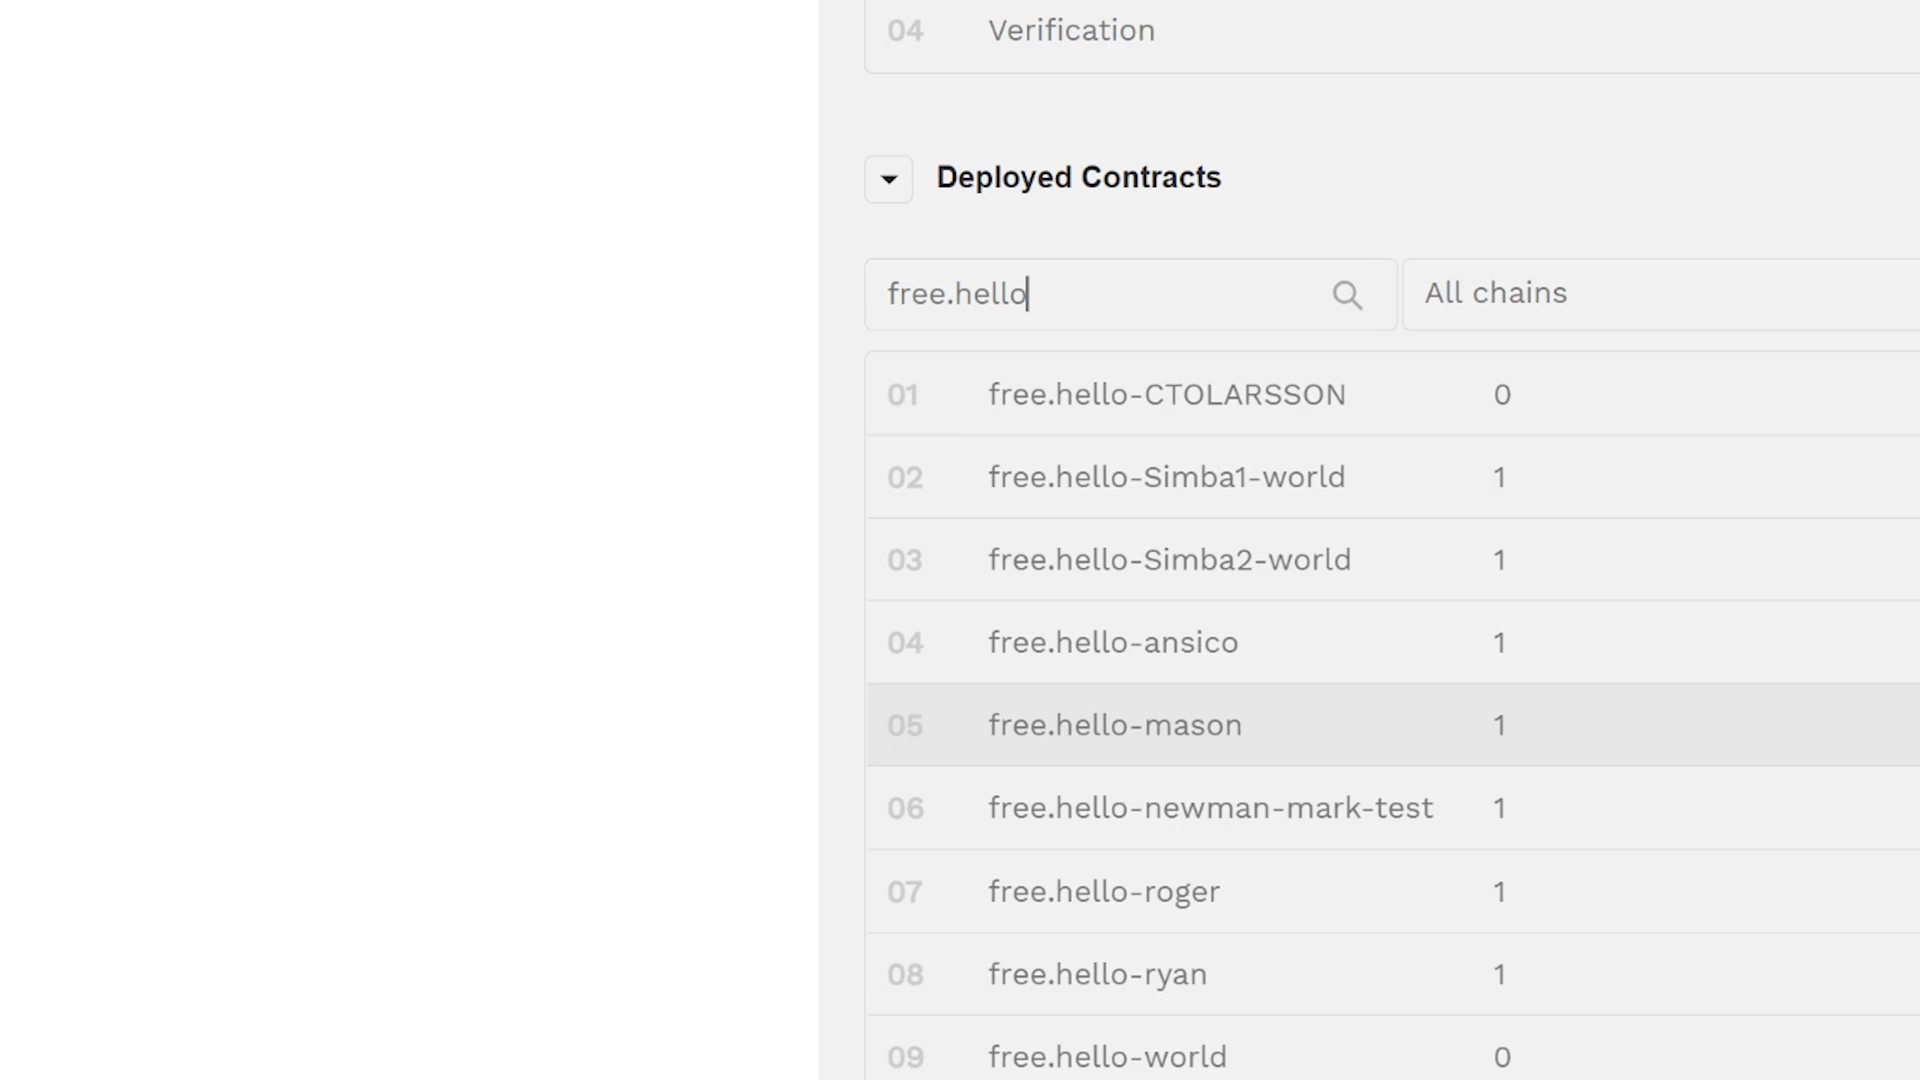 04 Verification
Deployed Contracts
free.hello All chains
01 free.hello-CTOLARSSON 0
02 free.hello-Simba1-world 1
03 free.hello-Simba2-world 1
04 free.hello-ansico 1
05 free.hello-mason 1
06 free.hello-newman-mark-test 1
07 free.hello-roger 1
08 free.hello-ryan 1
09 free.hello-world 0